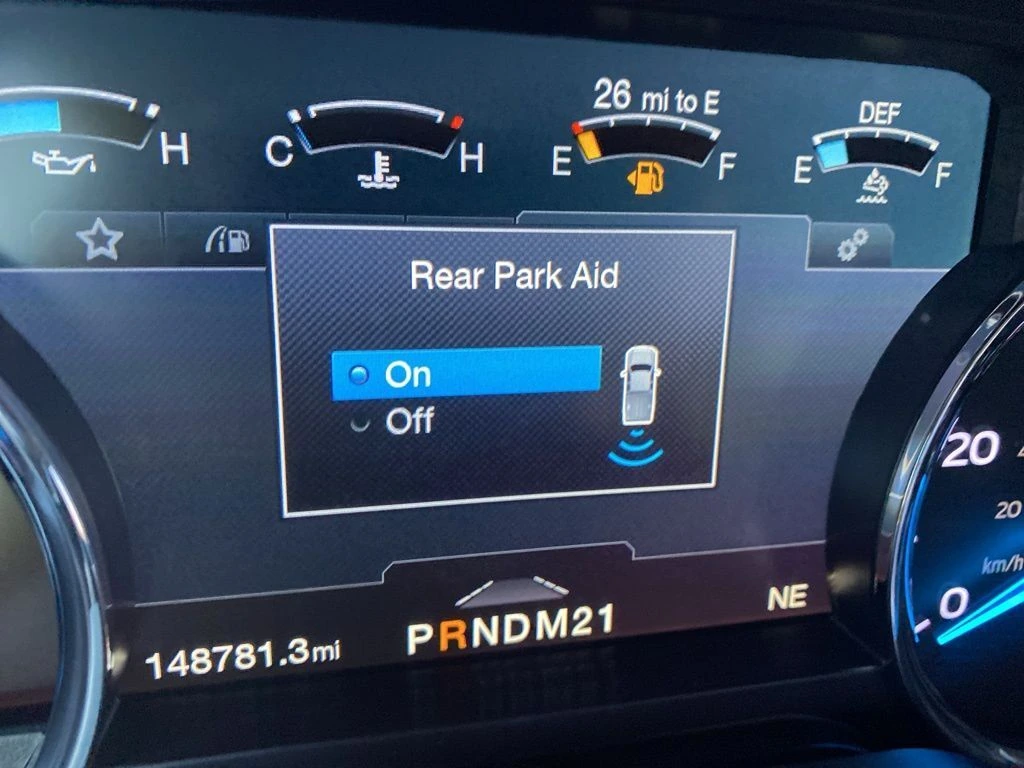 26 mi to E
DEF
H
C
H
E
F
E
F
Rear Park Aid
On
Off
20
20
km/h
0
NE
PRNDM21
148781.3mi